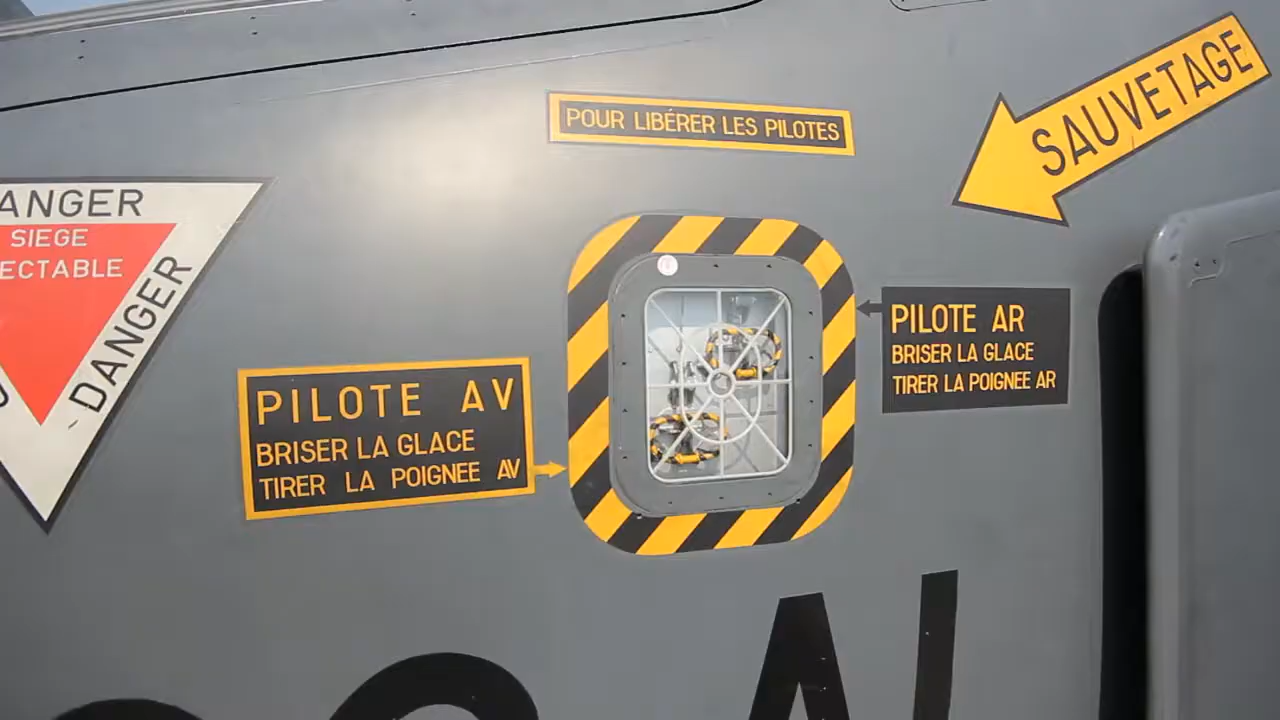 POUR LIBÉRER LES PILOTES
SAUVETAGE
ANGER
SIEGE
ECTABLE
DANGER
PILOTE AR
BRISER LA GLACE
TIRER LA POIGNEE AR
PILOTE AV
BRISER LA GLACE
TIRER LA POIGNEE AV